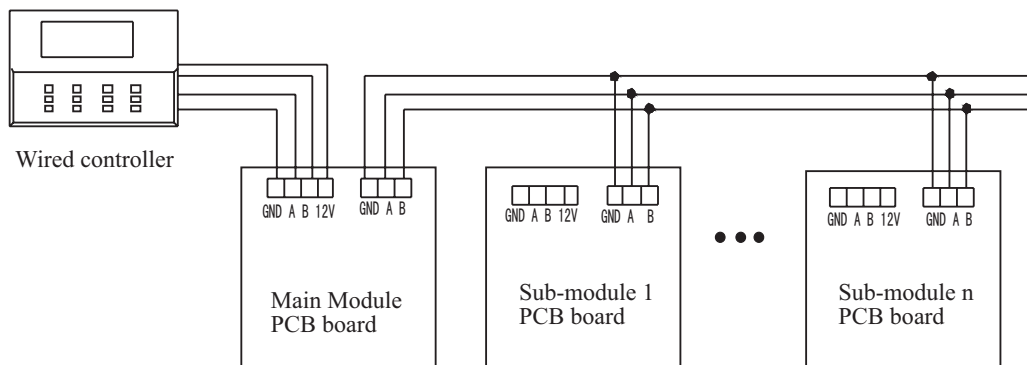 Wired controller
GND A B 12V
GND A B
GND A B 12V
GND A B
GND A B 12V
GND A B
Main Module
PCB board
Sub-module 1
PCB board
Sub-module n
PCB board